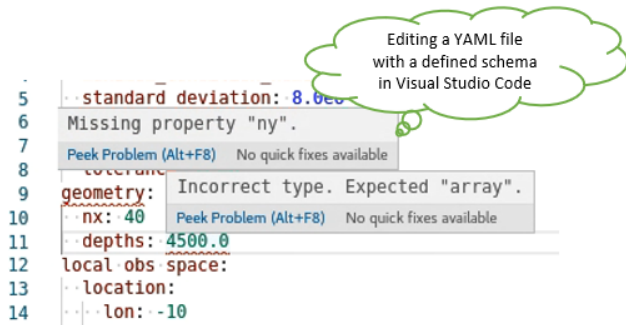 Editing a YAML file
with a defined schema
in Visual Studio Code
5 standard deviation: 8.0e0
6 Missing property "ny".
7 Peek Problem (Alt+F8) No quick fixes available
8
9 geometry: Incorrect type. Expected "array".
10 nx: 40 Peek Problem (Alt+F8) No quick fixes available
11 depths: 4500.0
12 local obs space:
13 location:
14 lon: -10